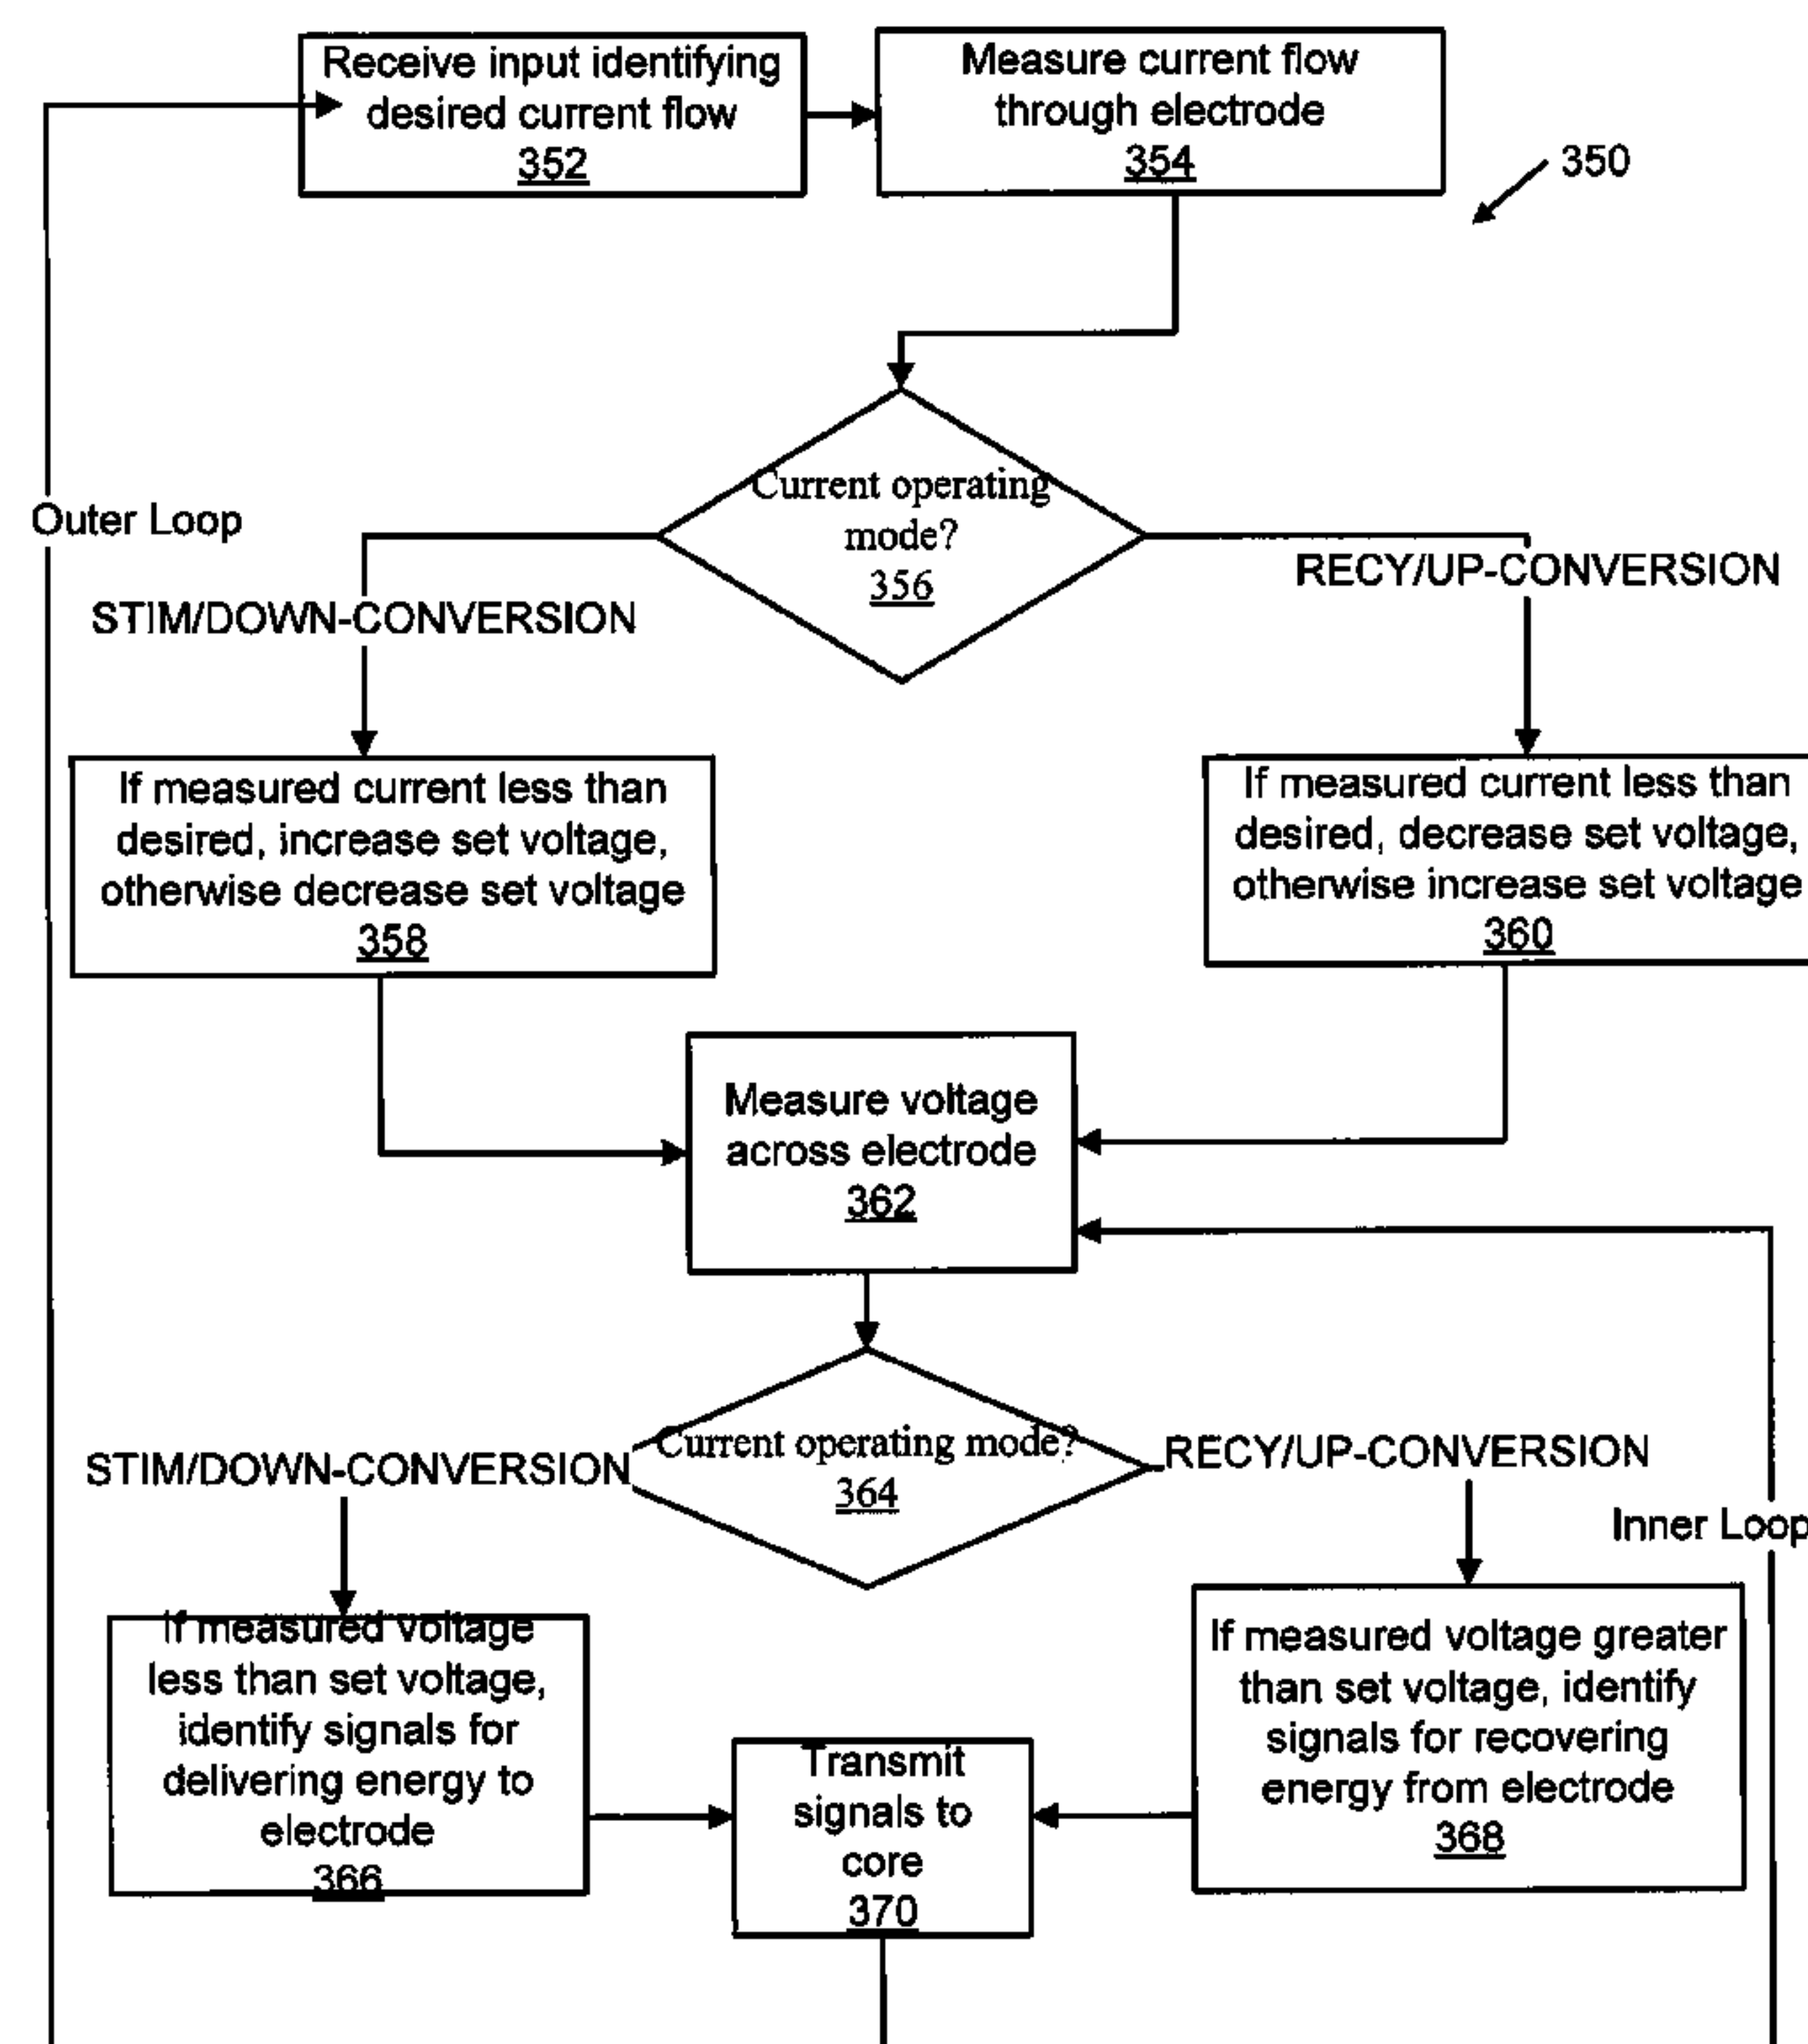 Receive input identifying
desired current flow
352
Measure current flow
through electrode
354
350
Current operating
mode?
356
Outer Loop
STIM/DOWN-CONVERSION
RECY/UP-CONVERSION
If measured current less than
desired, increase set voltage,
otherwise decrease set voltage
358
If measured current less than
desired, decrease set voltage,
otherwise increase set voltage
360
Measure voltage
across electrode
362
Current operating mode?
364
STIM/DOWN-CONVERSION
RECY/UP-CONVERSION
Inner Loop
If measured voltage
less than set voltage,
identify signals for
delivering energy to
electrode
366
If measured voltage greater
than set voltage, identify
signals for recovering
energy from electrode
368
Transmit
signals to
core
370